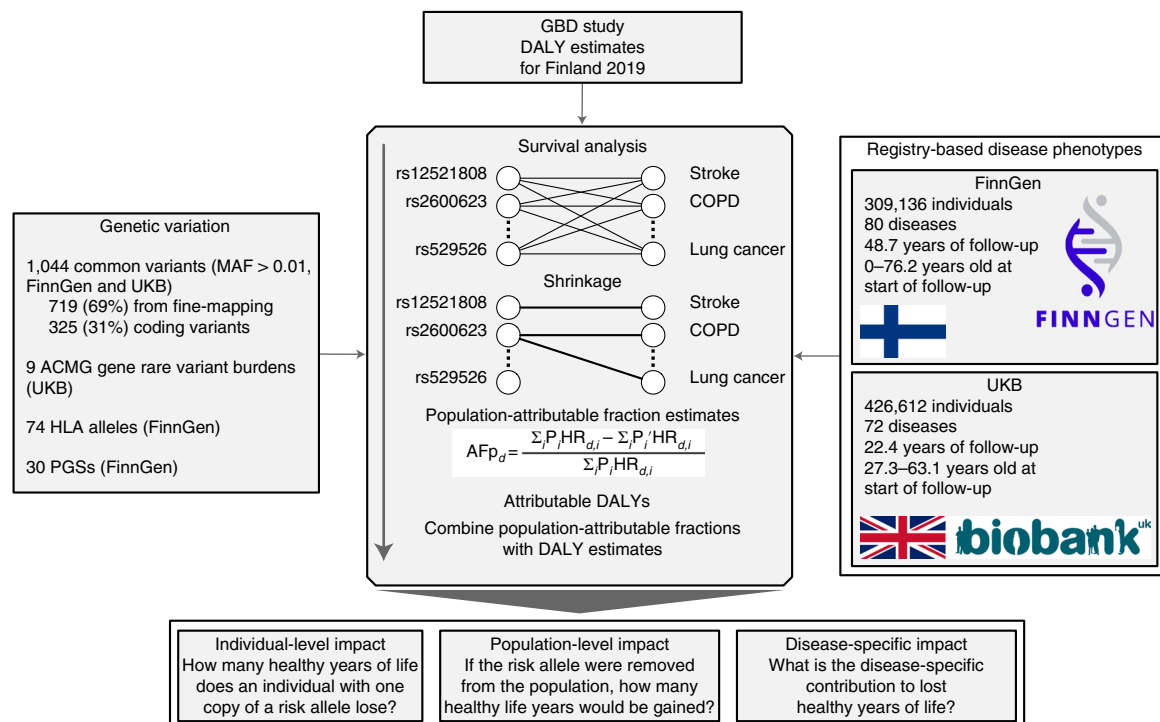 GBD study
DALY estimates
for Finland 2019
Genetic variation
1,044 common variants (MAF > 0.01,
FinnGen and UKB)
719 (69%) from fine-mapping
325 (31%) coding variants
9 ACMG gene rare variant burdens
(UKB)
74 HLA alleles (FinnGen)
30 PGSs (FinnGen)
Survival analysis
rs12521808 Stroke
rs2600623 COPD
rs529526 Lung cancer
Shrinkage
rs12521808 Stroke
rs2600623 COPD
rs529526 Lung cancer
Population-attributable fraction estimates
AFp_d = (Σ_i P_i HR_{d,i} – Σ_i P_i′ HR_{d,i}) / (Σ_i P_i HR_{d,i})
Attributable DALYs
Combine population-attributable fractions
with DALY estimates
Registry-based disease phenotypes
FinnGen
309,136 individuals
80 diseases
48.7 years of follow-up
0–76.2 years old at
start of follow-up
FINNGEN
UKB
426,612 individuals
72 diseases
22.4 years of follow-up
27.3–63.1 years old at
start of follow-up
biobank uk
Individual-level impact
How many healthy years of life
does an individual with one
copy of a risk allele lose?
Population-level impact
If the risk allele were removed
from the population, how many
healthy life years would be gained?
Disease-specific impact
What is the disease-specific
contribution to lost
healthy years of life?